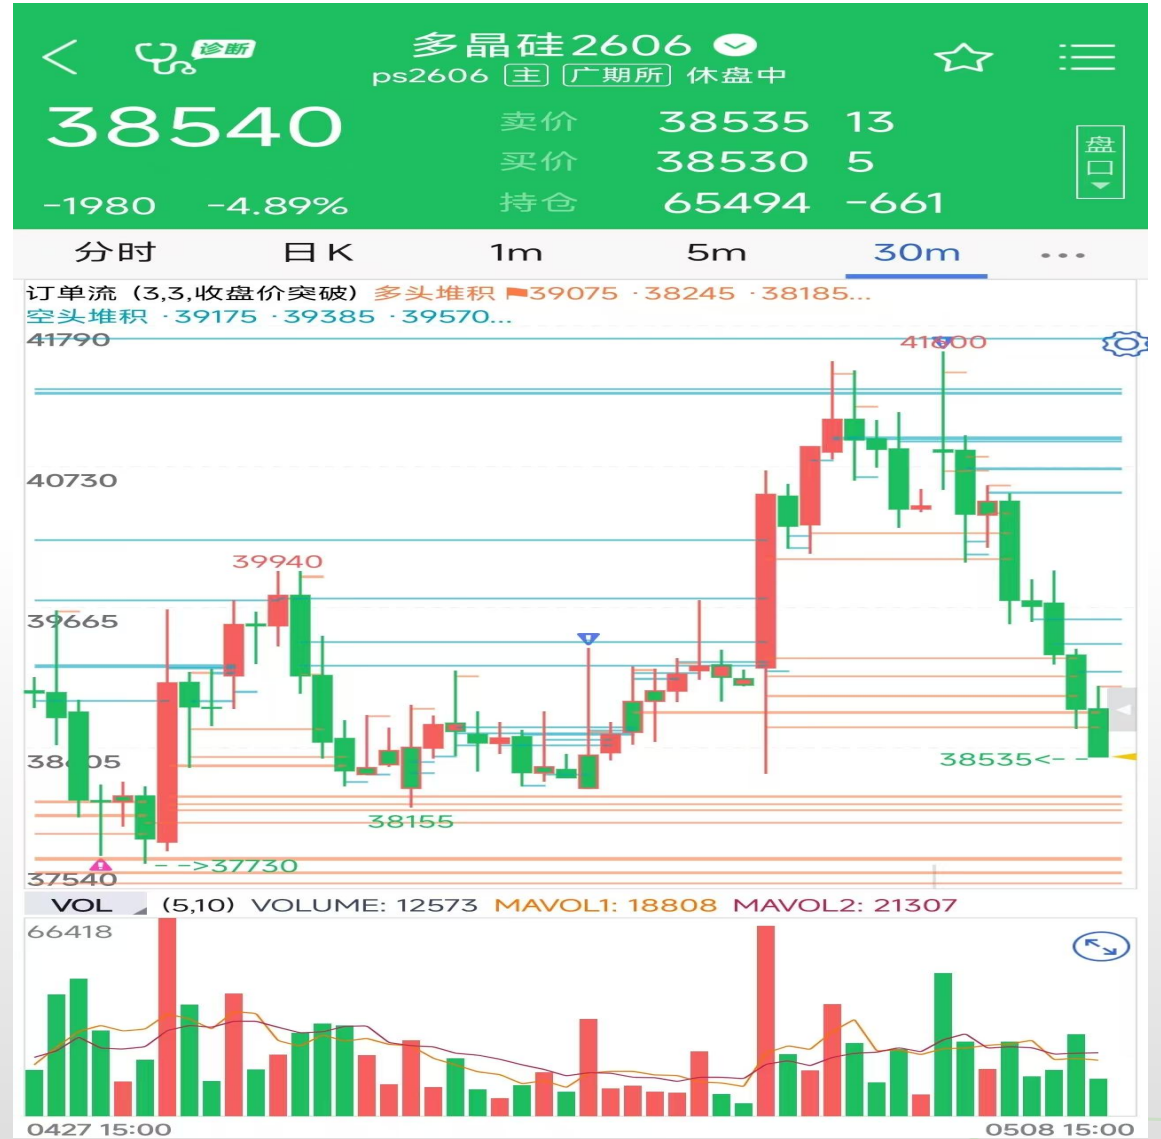 诊断
多晶硅2606
ps2606 主 广期所 休盘中
38540
卖价 38535 13
买价 38530 5
盘口
-1980 -4.89%
持仓 65494 -661
分时 日K 1m 5m 30m ...
订单流 (3,3,收盘价突破) 多头堆积 39075 ·38245 ·38185...
空头堆积 ·39175 ·39385 ·39570...
41790
41600
40730
39940
39665
38605
38535<--
38155
-->37730
37540
VOL (5,10) VOLUME: 12573 MAVOL1: 18808 MAVOL2: 21307
66418
0427 15:00 0508 15:00